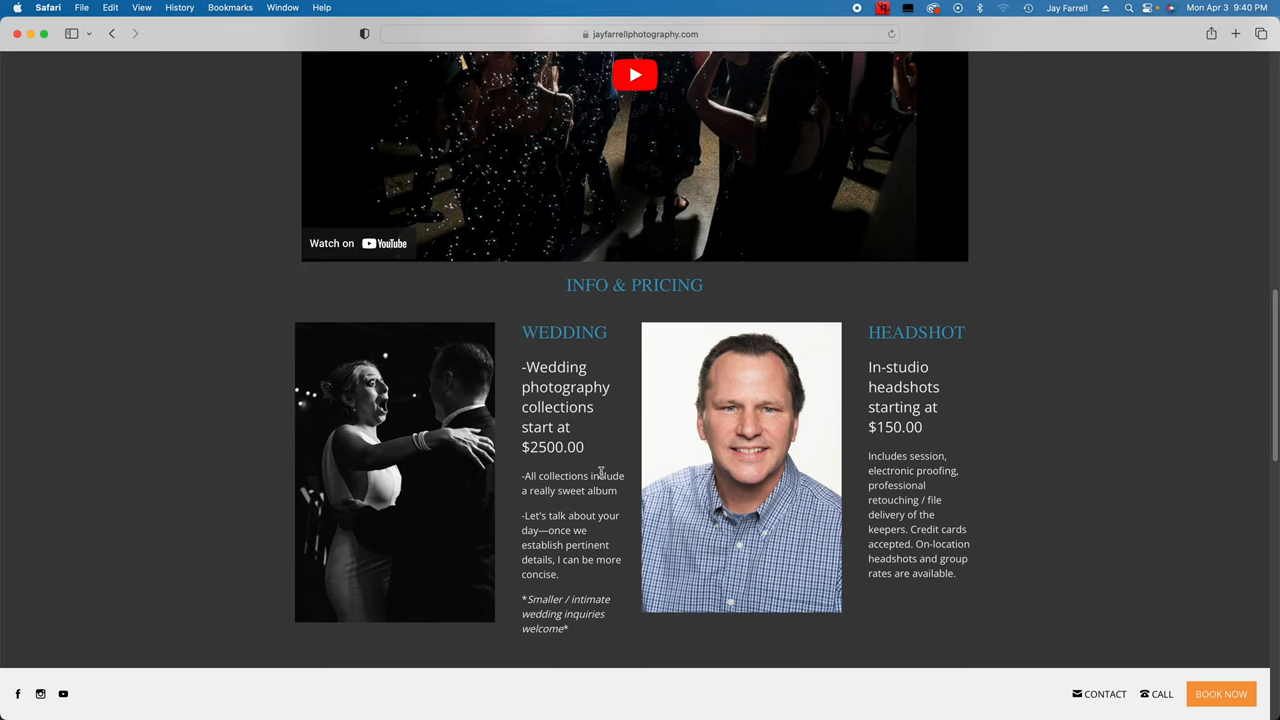 Safari File Edit View History Bookmarks Window Help Jay Farrell Mon Apr 3 9:40 PM
jayfarrellphotography.com
Watch on YouTube
INFO & PRICING
WEDDING
-Wedding
photography
collections
start at
$2500.00
-All collections include
a really sweet album
-Let's talk about your
day—once we
establish pertinent
details, I can be more
concise.
*Smaller / intimate
wedding inquiries
welcome*
HEADSHOT
In-studio
headshots
starting at
$150.00
Includes session,
electronic proofing,
professional
retouching / file
delivery of the
keepers. Credit cards
accepted. On-location
headshots and group
rates are available.
CONTACT CALL BOOK NOW